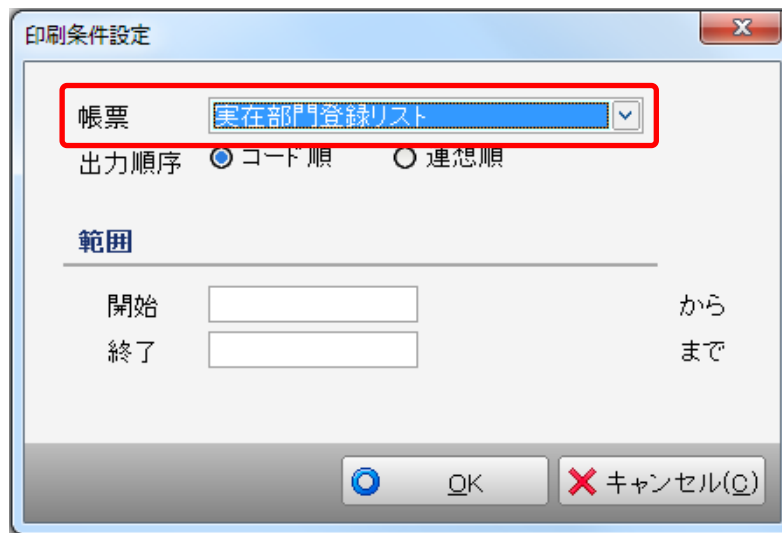 印刷条件設定
帳票 実在部門登録リスト
出力順序 コード順 連想順
範囲
開始 から
終了 まで
OK キャンセル(C)